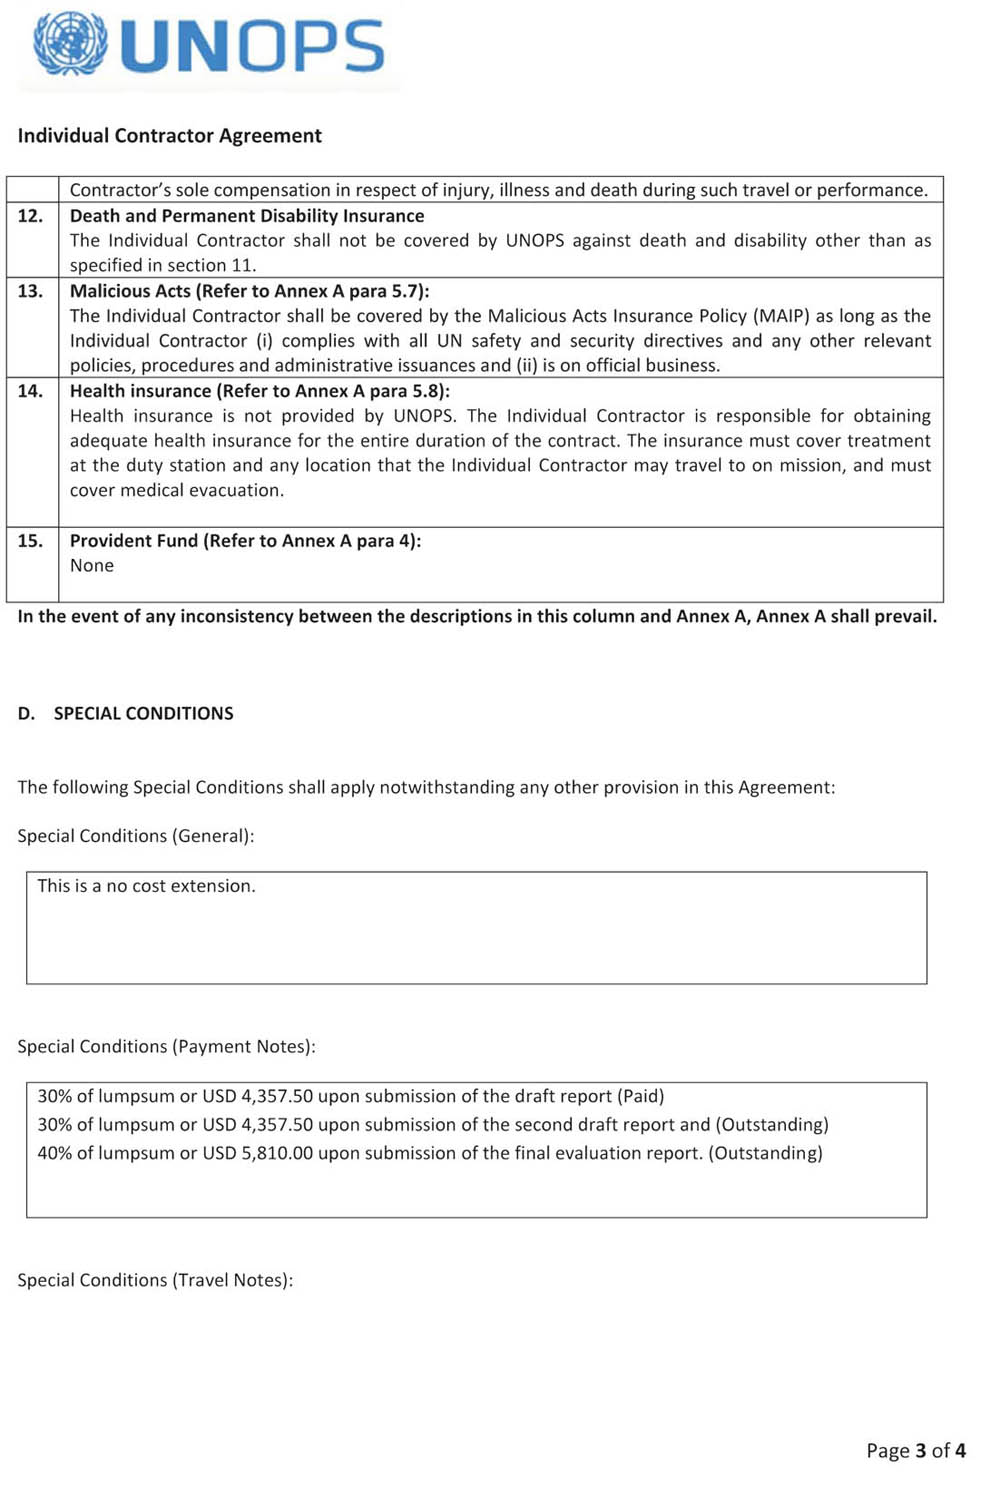 UNOPS
Individual Contractor Agreement
Contractor’s sole compensation in respect of injury, illness and death during such travel or performance.
12. Death and Permanent Disability Insurance
The Individual Contractor shall not be covered by UNOPS against death and disability other than as
specified in section 11.
13. Malicious Acts (Refer to Annex A para 5.7):
The Individual Contractor shall be covered by the Malicious Acts Insurance Policy (MAIP) as long as the
Individual Contractor (i) complies with all UN safety and security directives and any other relevant
policies, procedures and administrative issuances and (ii) is on official business.
14. Health insurance (Refer to Annex A para 5.8):
Health insurance is not provided by UNOPS. The Individual Contractor is responsible for obtaining
adequate health insurance for the entire duration of the contract. The insurance must cover treatment
at the duty station and any location that the Individual Contractor may travel to on mission, and must
cover medical evacuation.
15. Provident Fund (Refer to Annex A para 4):
None
In the event of any inconsistency between the descriptions in this column and Annex A, Annex A shall prevail.
D. SPECIAL CONDITIONS
The following Special Conditions shall apply notwithstanding any other provision in this Agreement:
Special Conditions (General):
This is a no cost extension.
Special Conditions (Payment Notes):
30% of lumpsum or USD 4,357.50 upon submission of the draft report (Paid)
30% of lumpsum or USD 4,357.50 upon submission of the second draft report and (Outstanding)
40% of lumpsum or USD 5,810.00 upon submission of the final evaluation report. (Outstanding)
Special Conditions (Travel Notes):
Page 3 of 4